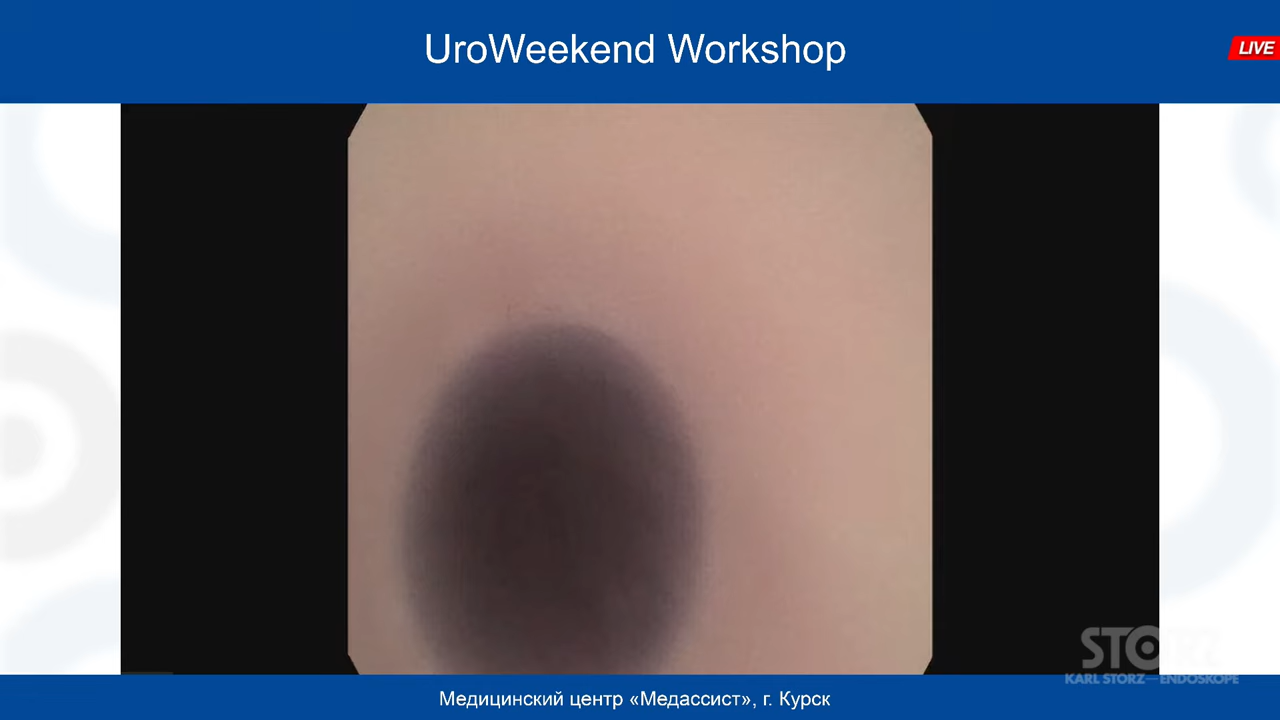 UroWeekend Workshop
LIVE
STORZ
KARL STORZ—ENDOSKOPE
Медицинский центр «Медассист», г. Курск